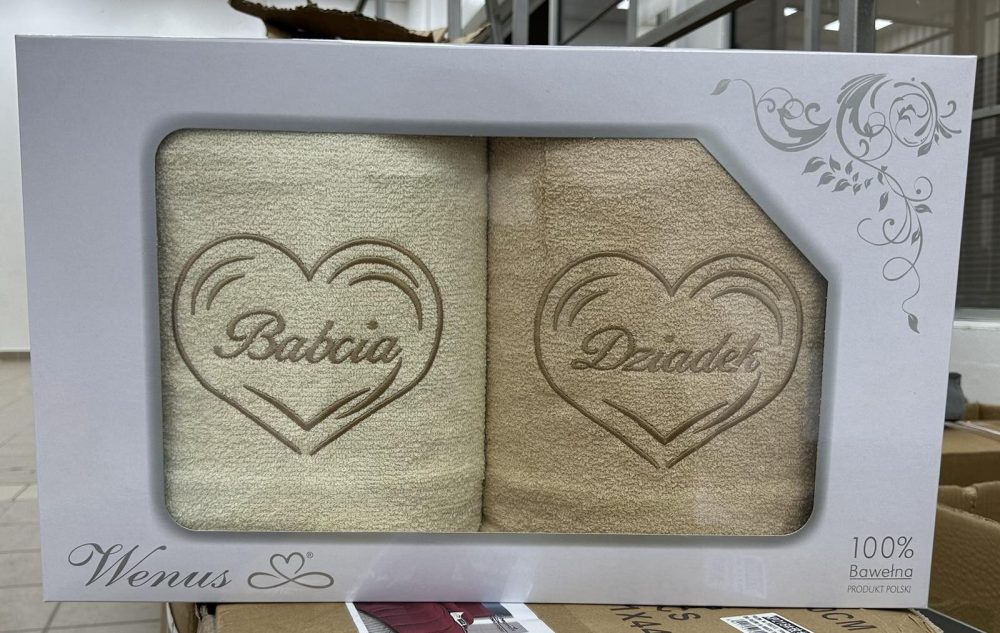 Babcia
Dziadek
Wenus ®
100%
Bawełna
PRODUKT POLSKI